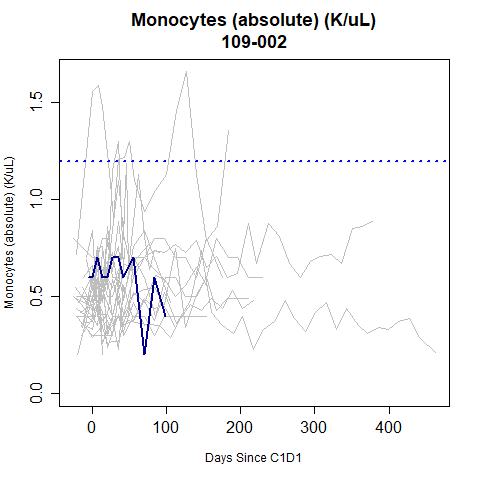 Monocytes (absolute) (K/uL)
109-002
Monocytes (absolute) (K/uL)
1.5
1.0
0.5
0.0
0 100 200 300 400
Days Since C1D1